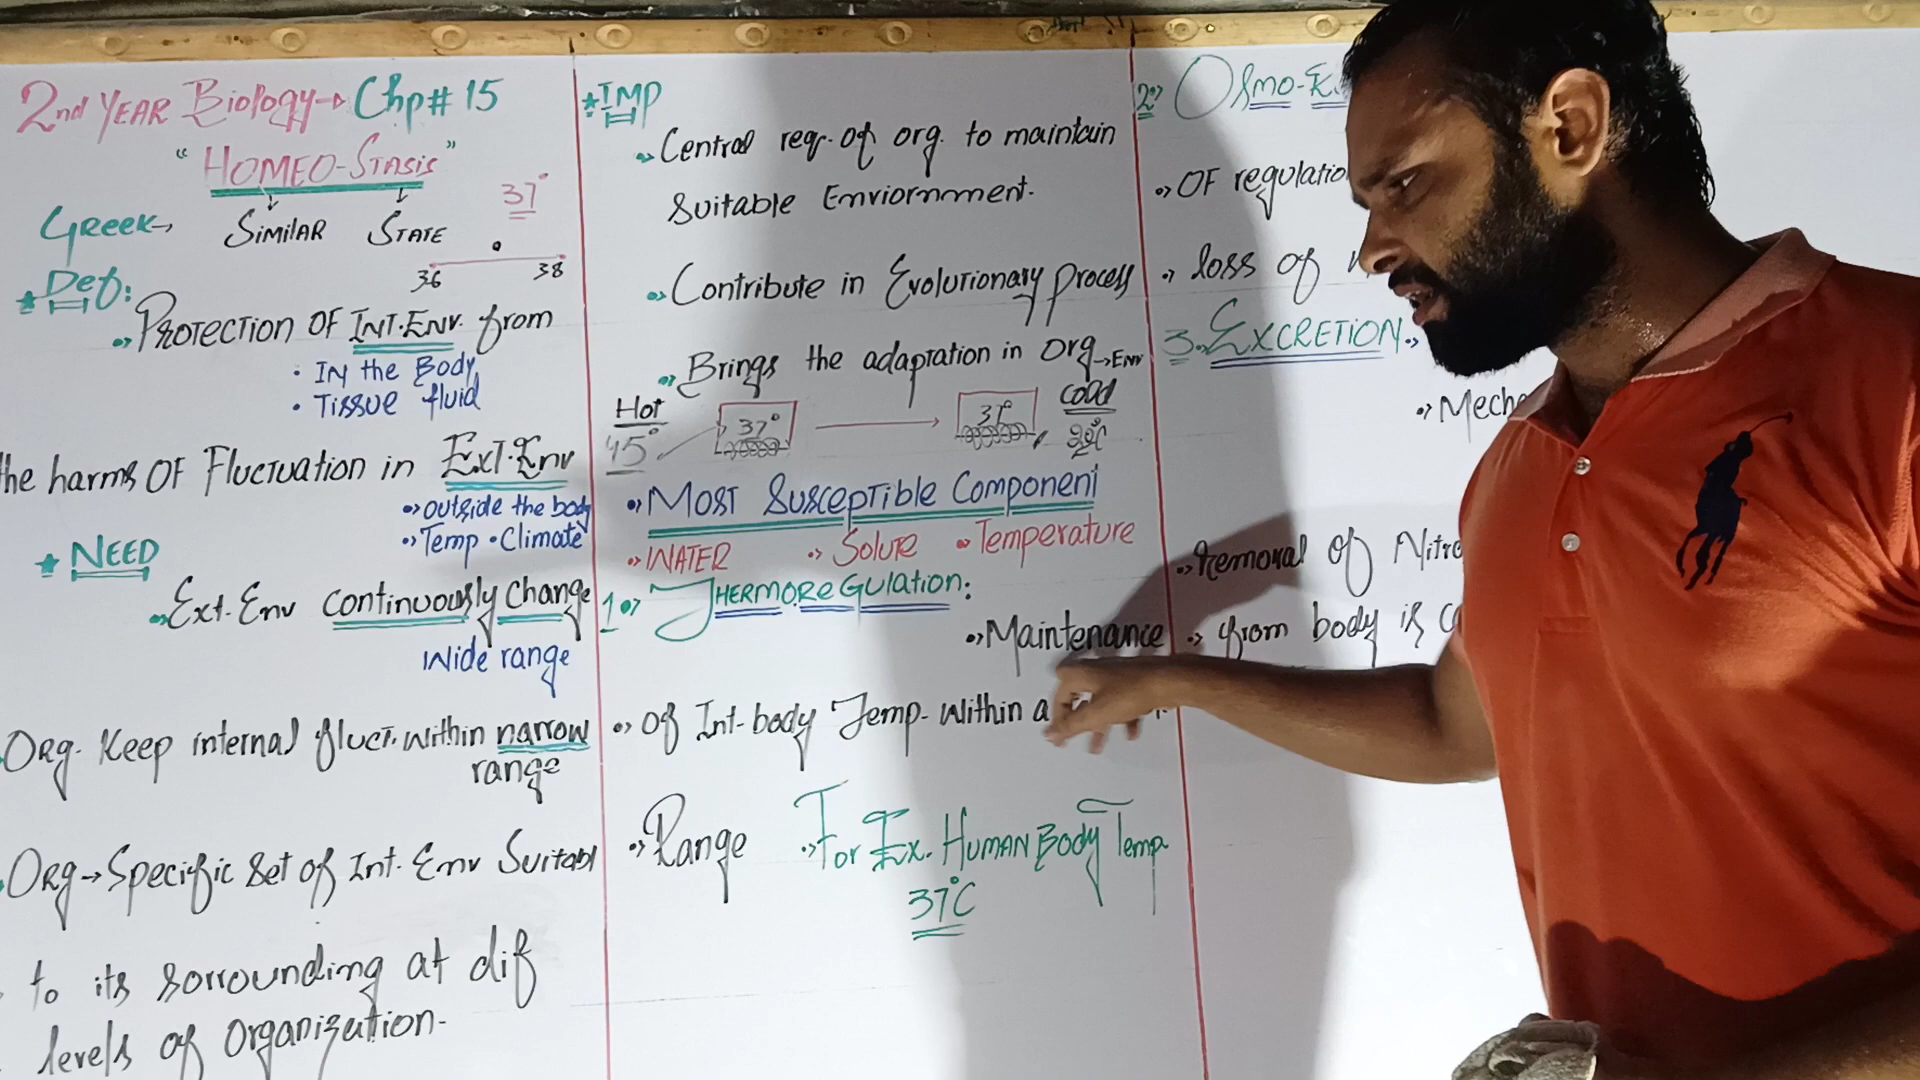 2nd YEAR Biology→ Chp# 15
"HOMEO-STASIS"
Greek→ SIMILAR STATE
37°
36 38
Def:
PROTECTION OF INT.ENV. from
IN the Body
Tissue fluid
the harms OF Fluctuation in Ext.Env
outside the body
Temp • Climate
NEED
Ext. Env continuously change
Wide range
Org. Keep internal fluct. within narrow
range
Org→Specific Set of Int. Env Suitabl
to its sorrounding at dif
levels of organization.
IMP
Central reqr. of org. to maintain
Suitable Enviornment.
Contribute in Evolutionary Process
Brings the adaptation in Org→Env
Hot 37° 37° Cold
45° 20°C
MOST Susceptible Component
WATER Solute Temperature
1 THERMOREGULATION:
Maintenance
of Int-body Temp. within a
Range For Ex. HUMAN BODY Temp.
37°C
2
OF regulatio
loss of
3. EXCRETION
Mecha
Removal of Nitro
from body is